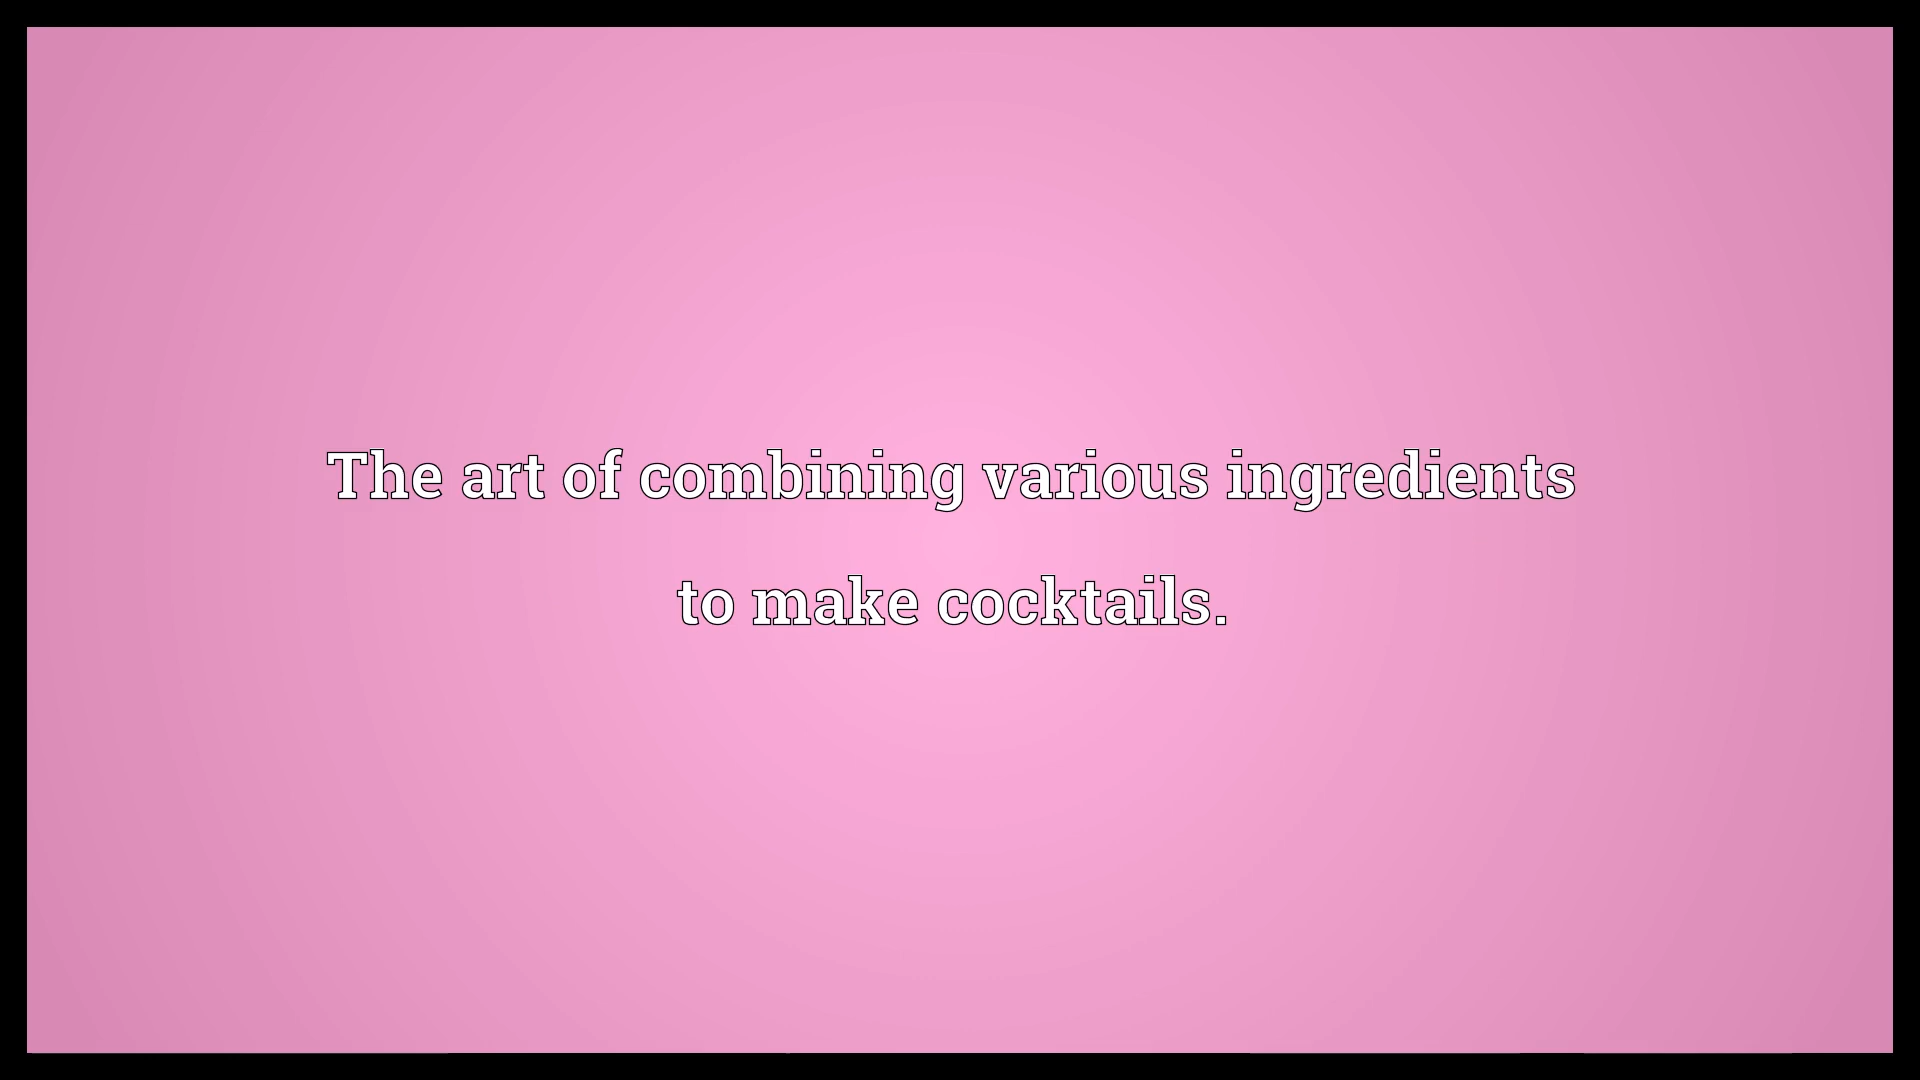 The art of combining various ingredients
to make cocktails.